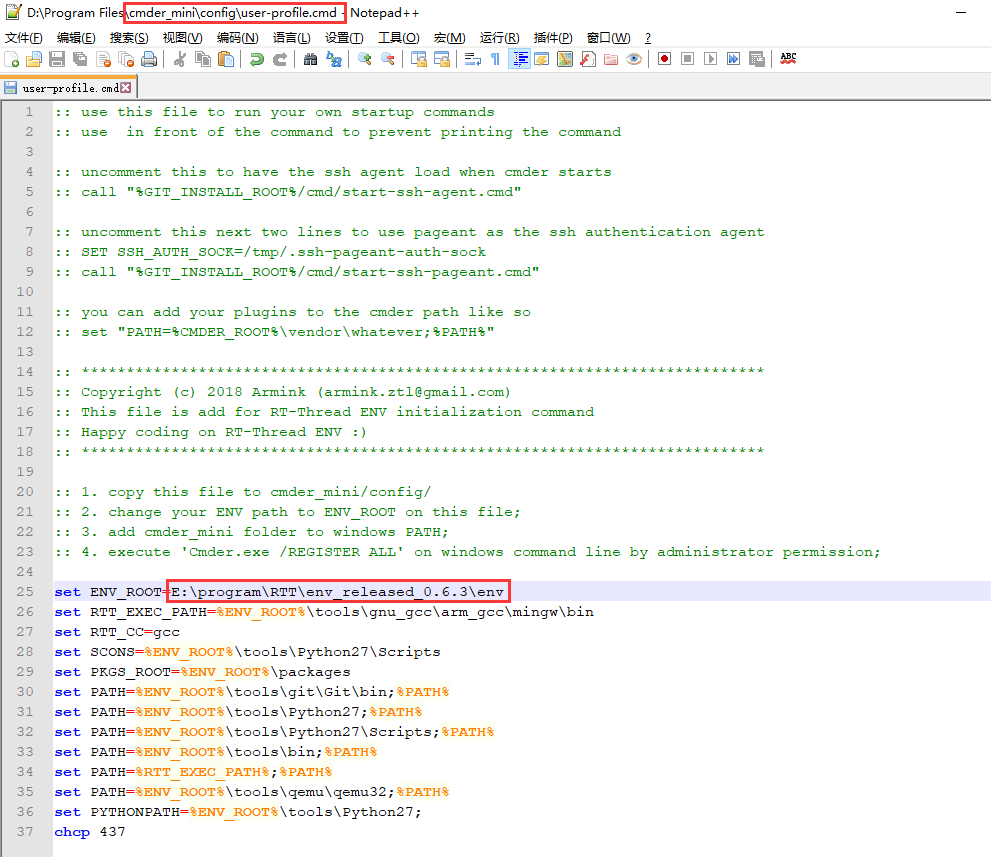 D:\Program Files\cmder_mini\config\user-profile.cmd - Notepad++
文件(F) 编辑(E) 搜索(S) 视图(V) 编码(N) 语言(L) 设置(T) 工具(O) 宏(M) 运行(R) 插件(P) 窗口(W) ?
ABC
user-profile.cmd
1 :: use this file to run your own startup commands
2 :: use  in front of the command to prevent printing the command
3
4 :: uncomment this to have the ssh agent load when cmder starts
5 :: call "%GIT_INSTALL_ROOT%/cmd/start-ssh-agent.cmd"
6
7 :: uncomment this next two lines to use pageant as the ssh authentication agent
8 :: SET SSH_AUTH_SOCK=/tmp/.ssh-pageant-auth-sock
9 :: call "%GIT_INSTALL_ROOT%/cmd/start-ssh-pageant.cmd"
10
11 :: you can add your plugins to the cmder path like so
12 :: set "PATH=%CMDER_ROOT%\vendor\whatever;%PATH%"
13
14 :: ****************************************************************************
15 :: Copyright (c) 2018 Armink (armink.ztl@gmail.com)
16 :: This file is add for RT-Thread ENV initialization command
17 :: Happy coding on RT-Thread ENV :)
18 :: ****************************************************************************
19
20 :: 1. copy this file to cmder_mini/config/
21 :: 2. change your ENV path to ENV_ROOT on this file;
22 :: 3. add cmder_mini folder to windows PATH;
23 :: 4. execute 'Cmder.exe /REGISTER ALL' on windows command line by administrator permission;
24
25 set ENV_ROOT=E:\program\RTT\env_released_0.6.3\env
26 set RTT_EXEC_PATH=%ENV_ROOT%\tools\gnu_gcc\arm_gcc\mingw\bin
27 set RTT_CC=gcc
28 set SCONS=%ENV_ROOT%\tools\Python27\Scripts
29 set PKGS_ROOT=%ENV_ROOT%\packages
30 set PATH=%ENV_ROOT%\tools\git\Git\bin;%PATH%
31 set PATH=%ENV_ROOT%\tools\Python27;%PATH%
32 set PATH=%ENV_ROOT%\tools\Python27\Scripts;%PATH%
33 set PATH=%ENV_ROOT%\tools\bin;%PATH%
34 set PATH=%RTT_EXEC_PATH%;%PATH%
35 set PATH=%ENV_ROOT%\tools\qemu\qemu32;%PATH%
36 set PYTHONPATH=%ENV_ROOT%\tools\Python27;
37 chcp 437